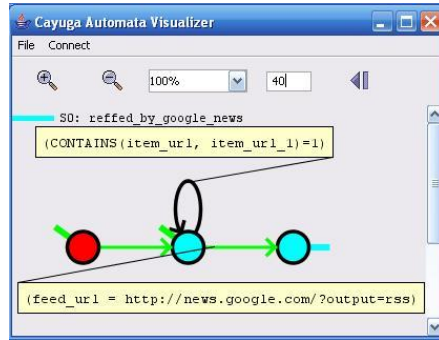 Cayuga Automata Visualizer
File Connect
100% 40
S0: reffed_by_google_news
(CONTAINS(item_url, item_url_1)=1)
(feed_url = http://news.google.com/?output=rss)